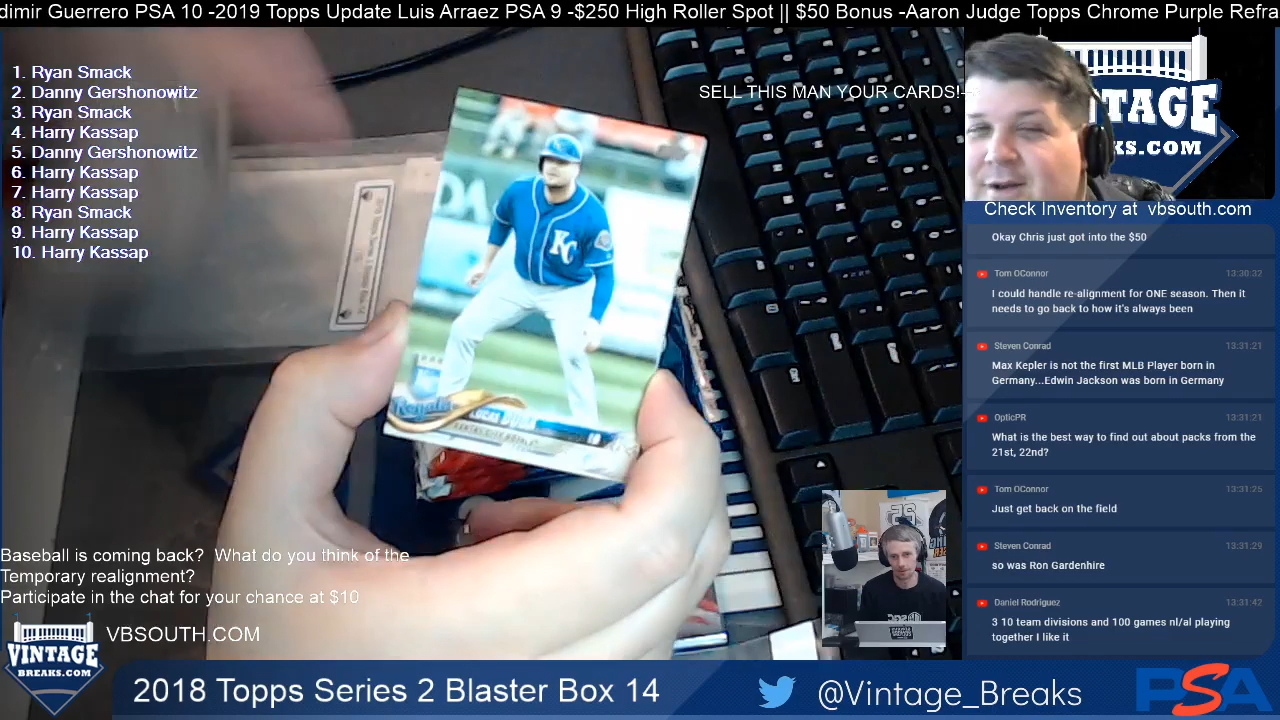 dimir Guerrero PSA 10 -2019 Topps Update Luis Arraez PSA 9 -$250 High Roller Spot || $50 Bonus -Aaron Judge Topps Chrome Purple Refra
1. Ryan Smack
2. Danny Gershonowitz
3. Ryan Smack
4. Harry Kassap
5. Danny Gershonowitz
6. Harry Kassap
7. Harry Kassap
8. Ryan Smack
9. Harry Kassap
10. Harry Kassap
SELL THIS MAN YOUR CARDS!--
VINTAGE
BREAKS.COM
Check Inventory at vbsouth.com
Okay Chris just got into the $50
Tom OConnor 13:30:32
I could handle re-alignment for ONE season. Then it
needs to go back to how it's always been
Steven Conrad 13:31:21
Max Kepler is not the first MLB Player born in
Germany...Edwin Jackson was born in Germany
OpticPR 13:31:21
What is the best way to find out about packs from the
21st, 22nd?
Tom OConnor 13:31:25
Just get back on the field
Steven Conrad 13:31:29
so was Ron Gardenhire
Daniel Rodriguez 13:31:42
3 10 team divisions and 100 games nl/al playing
together I like it
KC
Royals
LUCAS
KANSAS CITY ROYALS
Baseball is coming back? What do you think of the
Temporary realignment?
Participate in the chat for your chance at $10
VINTAGE
BREAKS.COM
VBSOUTH.COM
2018 Topps Series 2 Blaster Box 14
@Vintage_Breaks
PSA